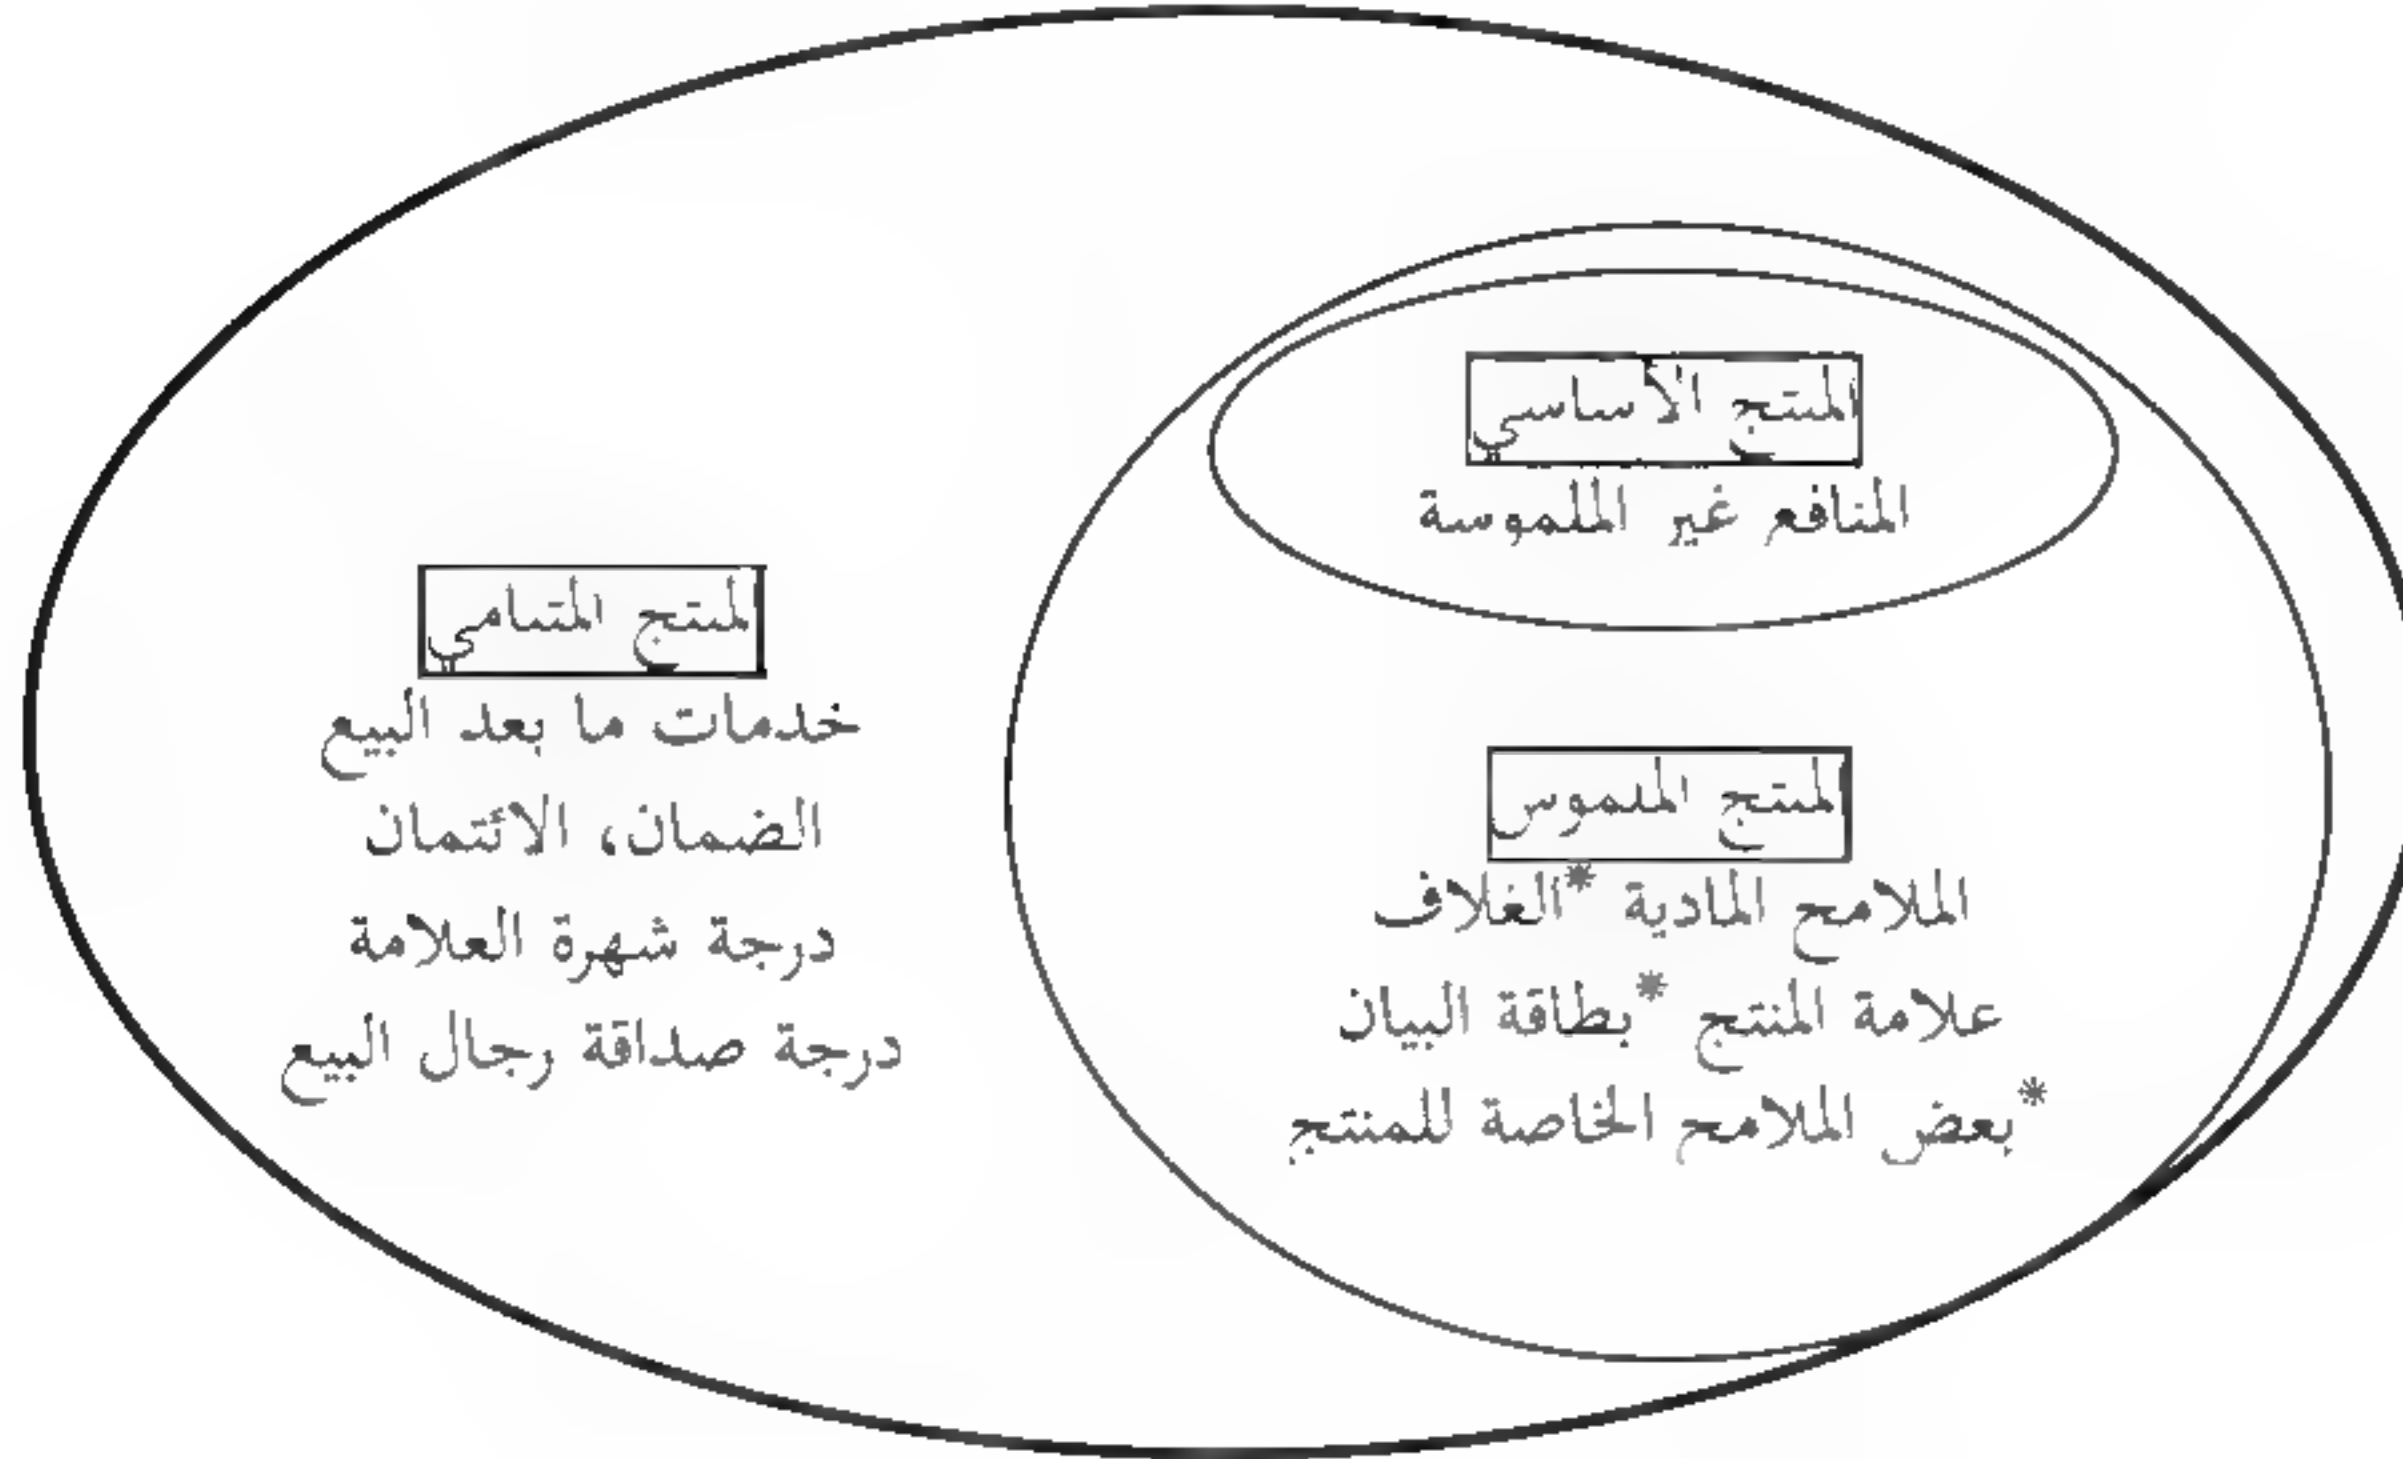 المنتج الأساسي
المنافع غير الملموسة
المنتج الملموس
الملامح المادية *الغلاف
علامة المنتج *بطاقة البيان
*بعض الملامح الخاصة للمنتج
المنتج المتسامي
خدمات ما بعد البيع
الضمان، الائتمان
درجة شهرة العلامة
درجة صداقة رجال البيع